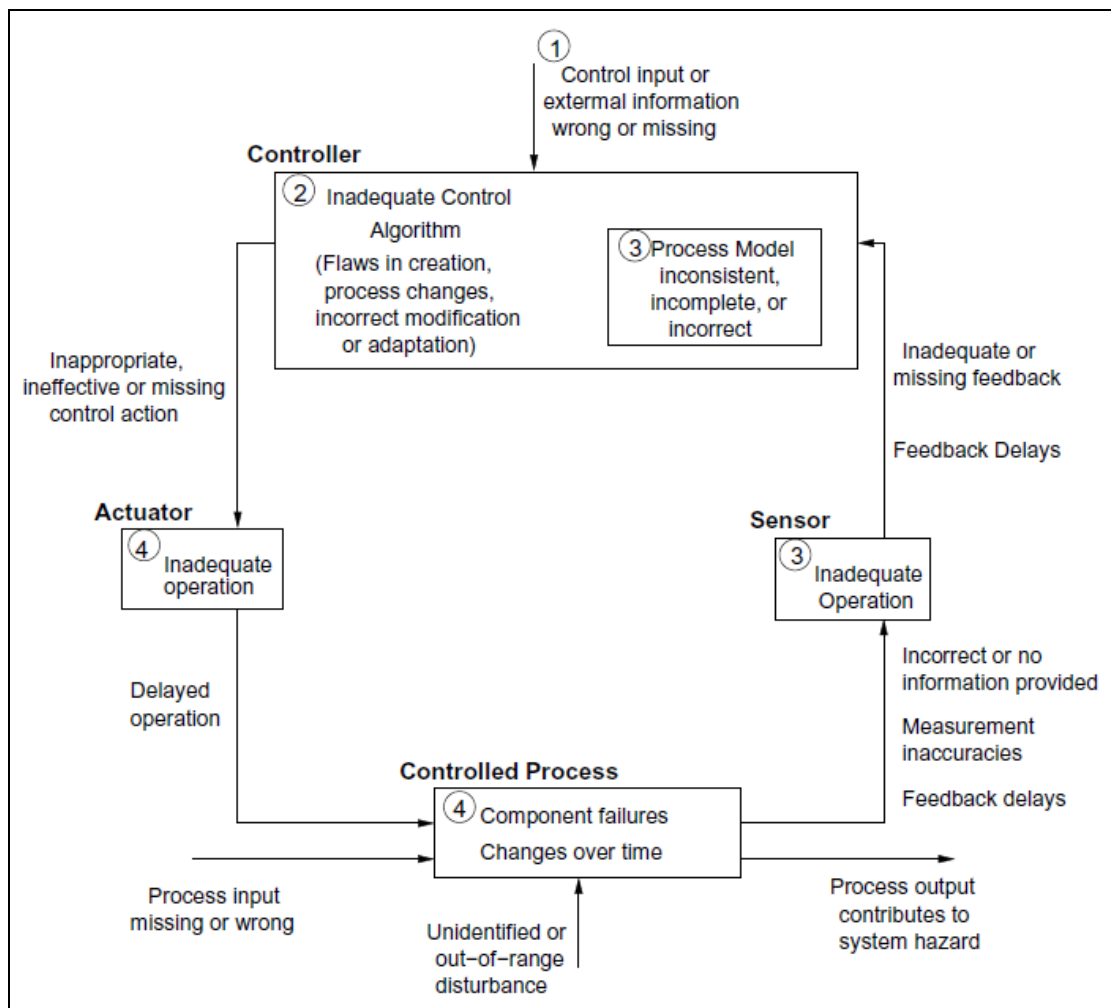 1
Control input or
external information
wrong or missing
Controller
2 Inadequate Control
Algorithm
(Flaws in creation,
process changes,
incorrect modification
or adaptation)
3 Process Model
inconsistent,
incomplete, or
incorrect
Inappropriate,
ineffective or missing
control action
Inadequate or
missing feedback
Feedback Delays
Actuator
4
Inadequate
operation
Sensor
3
Inadequate
Operation
Delayed
operation
Incorrect or no
information provided
Measurement
inaccuracies
Feedback delays
Controlled Process
4 Component failures
Changes over time
Process input
missing or wrong
Unidentified or
out−of−range
disturbance
Process output
contributes to
system hazard